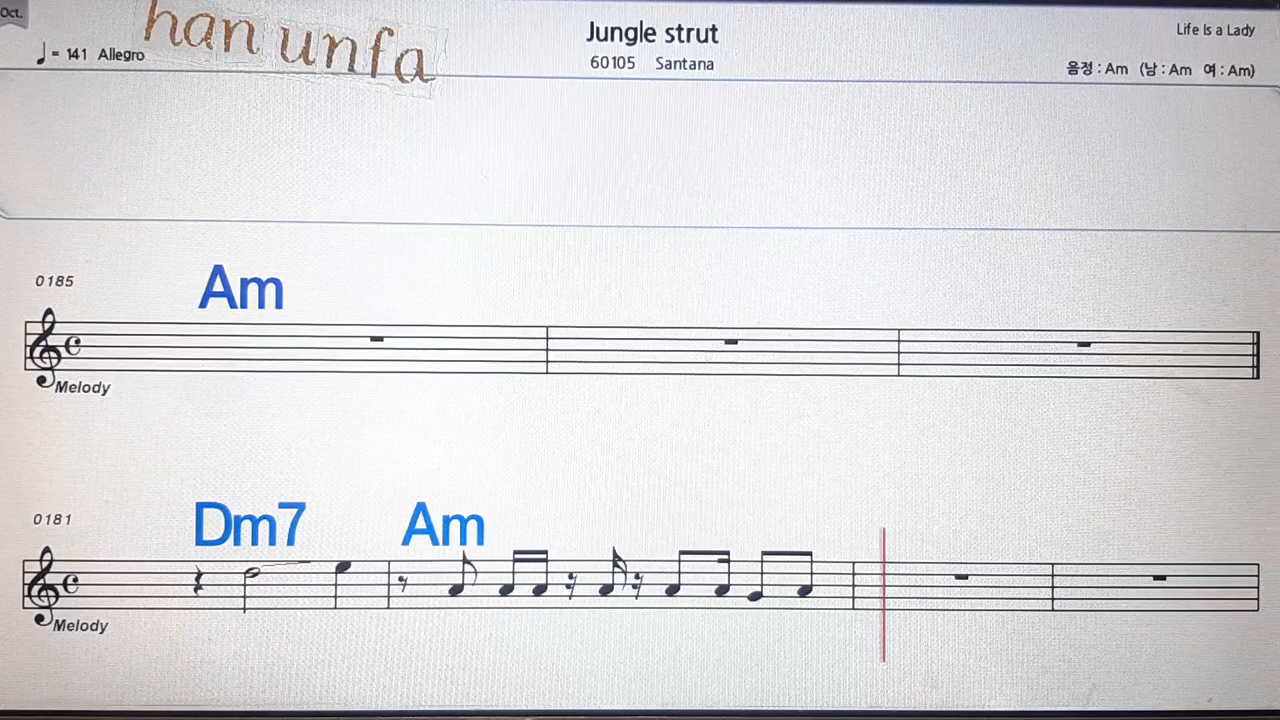 Oct.
han unfa
Jungle strut
Life Is a Lady
♩= 141 Allegro
60105 Santana
음정 : Am (남 : Am 여 : Am)
0185
Am
Melody
0181
Dm7 Am
Melody